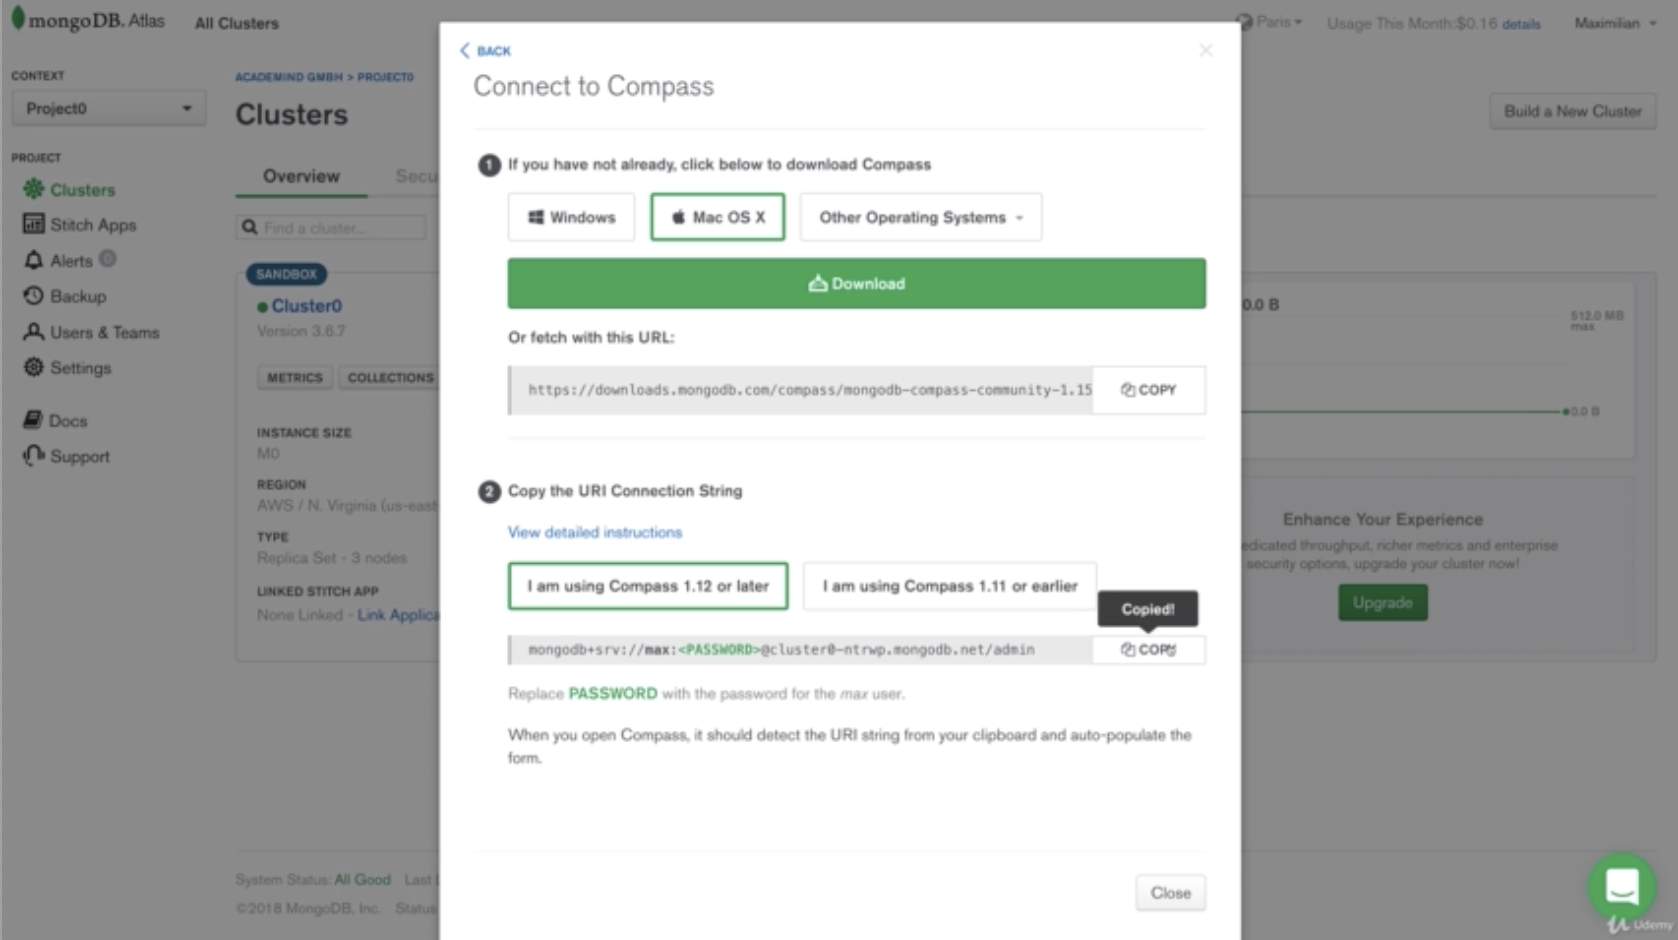 mongoDB. Atlas
All Clusters
Paris
Usage This Month:$0.16 details
Maximilian
CONTEXT
Project0
PROJECT
Clusters
Stitch Apps
Alerts 0
Backup
Users & Teams
Settings
Docs
Support
ACADEMIND GMBH > PROJECT0
Clusters
Build a New Cluster
Overview
Secu
Find a cluster...
SANDBOX
Cluster0
Version 3.6.7
METRICS
COLLECTIONS
INSTANCE SIZE
M0
REGION
AWS / N. Virginia (us-east
TYPE
Replica Set - 3 nodes
LINKED STITCH APP
None Linked - Link Applica
BACK
Connect to Compass
1 If you have not already, click below to download Compass
Windows
Mac OS X
Other Operating Systems
Download
Or fetch with this URL:
https://downloads.mongodb.com/compass/mongodb-compass-community-1.15
COPY
2 Copy the URI Connection String
View detailed instructions
I am using Compass 1.12 or later
I am using Compass 1.11 or earlier
Copied!
mongodb+srv://max:<PASSWORD>@cluster0-ntrwp.mongodb.net/admin
COPY
Replace PASSWORD with the password for the max user.
When you open Compass, it should detect the URI string from your clipboard and auto-populate the
form.
Close
0.0 B
512.0 MB
max
0.0 B
Enhance Your Experience
edicated throughput, richer metrics and enterprise
security options, upgrade your cluster now!
Upgrade
System Status: All Good Last L
©2018 MongoDB, Inc. Status
Udemy